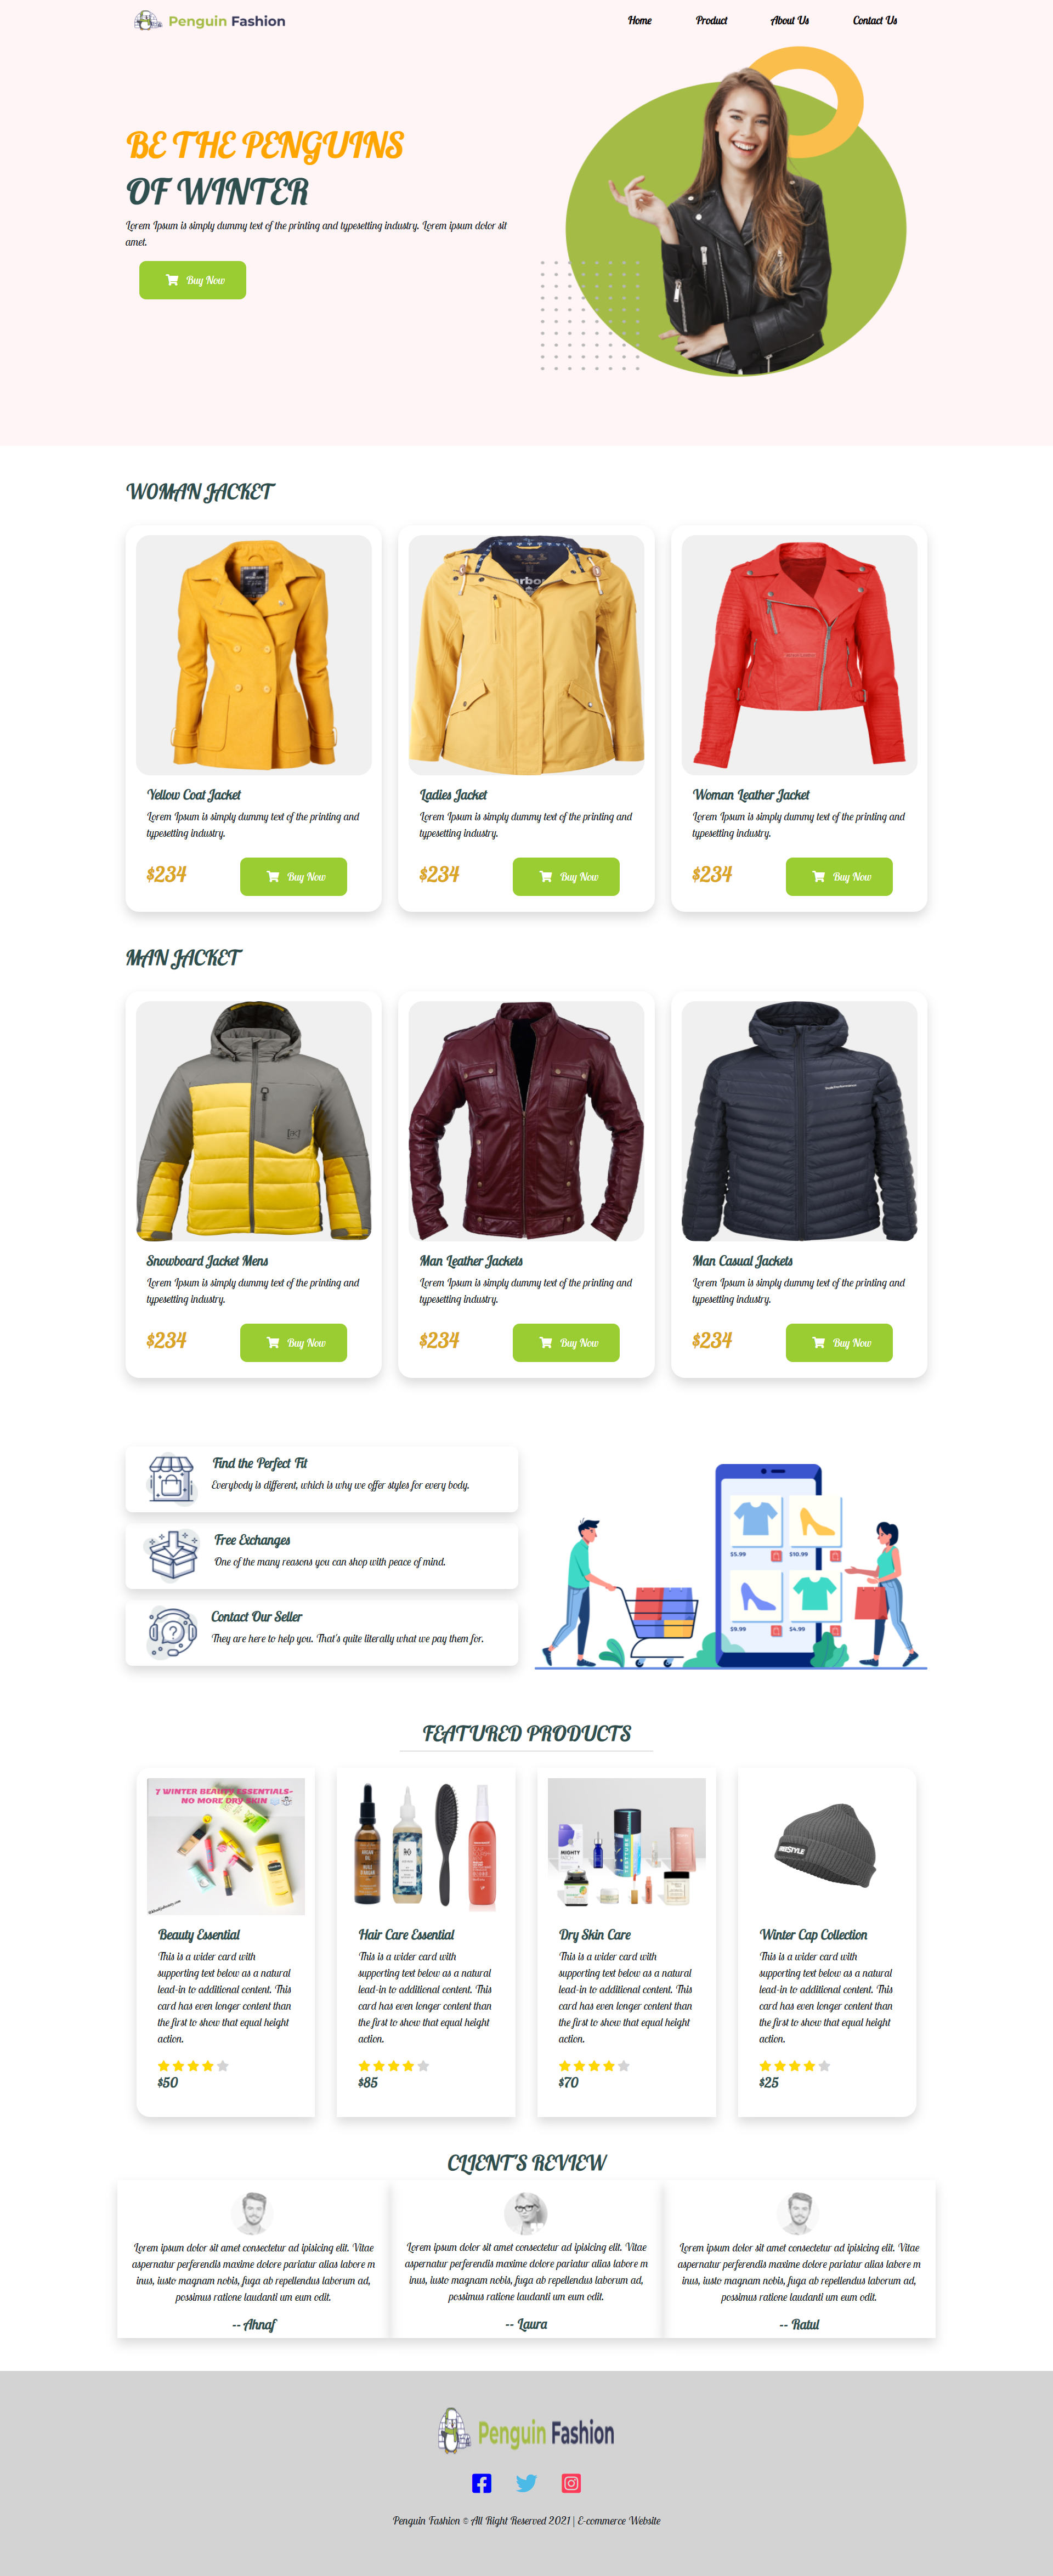 Penguin Fashion
Home Product About Us Contact Us
BE THE PENGUINS
OF WINTER
Lorem Ipsum is simply dummy text of the printing and typesetting industry. Lorem ipsum dolor sit
amet.
Buy Now
WOMAN JACKET
Yellow Coat Jacket
Lorem Ipsum is simply dummy text of the printing and
typesetting industry.
$234 Buy Now
Ladies Jacket
Lorem Ipsum is simply dummy text of the printing and
typesetting industry.
$234 Buy Now
Woman Leather Jacket
Lorem Ipsum is simply dummy text of the printing and
typesetting industry.
$234 Buy Now
MAN JACKET
Snowboard Jacket Mens
Lorem Ipsum is simply dummy text of the printing and
typesetting industry.
$234 Buy Now
Man Leather Jackets
Lorem Ipsum is simply dummy text of the printing and
typesetting industry.
$234 Buy Now
Man Casual Jackets
Lorem Ipsum is simply dummy text of the printing and
typesetting industry.
$234 Buy Now
Find the Perfect Fit
Everybody is different, which is why we offer styles for every body.
Free Exchanges
One of the many reasons you can shop with peace of mind.
Contact Our Seller
They are here to help you. That's quite literally what we pay them for.
$5.99 $10.99
$9.99 $4.99
FEATURED PRODUCTS
7 WINTER BEAUTY ESSENTIALS-
NO MORE DRY SKIN
Beauty Essential
This is a wider card with
supporting text below as a natural
lead-in to additional content. This
card has even longer content than
the first to show that equal height
action.
$50
Hair Care Essential
This is a wider card with
supporting text below as a natural
lead-in to additional content. This
card has even longer content than
the first to show that equal height
action.
$85
MIGHTY
Dry Skin Care
This is a wider card with
supporting text below as a natural
lead-in to additional content. This
card has even longer content than
the first to show that equal height
action.
$70
Winter Cap Collection
This is a wider card with
supporting text below as a natural
lead-in to additional content. This
card has even longer content than
the first to show that equal height
action.
$25
CLIENT'S REVIEW
Lorem ipsum dolor sit amet consectetur ad ipisicing elit. Vitae
aspernatur perferendis maxime dolore pariatur alias labore m
inus, iusto magnam nobis, fuga ab repellendus laborum ad,
possimus ratione laudanti um eum odit.
-- Ahnaf
Lorem ipsum dolor sit amet consectetur ad ipisicing elit. Vitae
aspernatur perferendis maxime dolore pariatur alias labore m
inus, iusto magnam nobis, fuga ab repellendus laborum ad,
possimus ratione laudanti um eum odit.
-- Laura
Lorem ipsum dolor sit amet consectetur ad ipisicing elit. Vitae
aspernatur perferendis maxime dolore pariatur alias labore m
inus, iusto magnam nobis, fuga ab repellendus laborum ad,
possimus ratione laudanti um eum odit.
-- Ratul
Penguin Fashion
Penguin Fashion © All Right Reserved 2021 | E-commerce Website